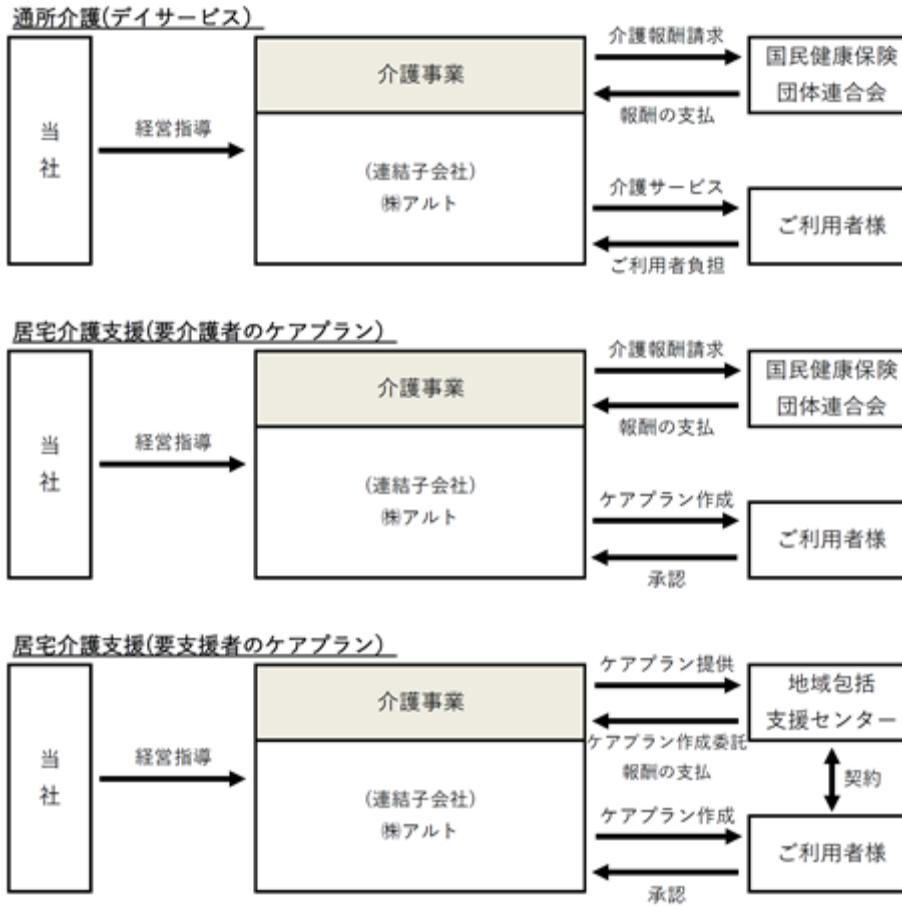 通所介護(デイサービス)
当
社
経営指導
介護事業
(連結子会社)
㈱アルト
介護報酬請求
報酬の支払
国民健康保険
団体連合会
介護サービス
ご利用者負担
ご利用者様
居宅介護支援(要介護者のケアプラン)
当
社
経営指導
介護事業
(連結子会社)
㈱アルト
介護報酬請求
報酬の支払
国民健康保険
団体連合会
ケアプラン作成
承認
ご利用者様
居宅介護支援(要支援者のケアプラン)
当
社
経営指導
介護事業
(連結子会社)
㈱アルト
ケアプラン提供
ケアプラン作成委託
報酬の支払
地域包括
支援センター
契約
ケアプラン作成
承認
ご利用者様